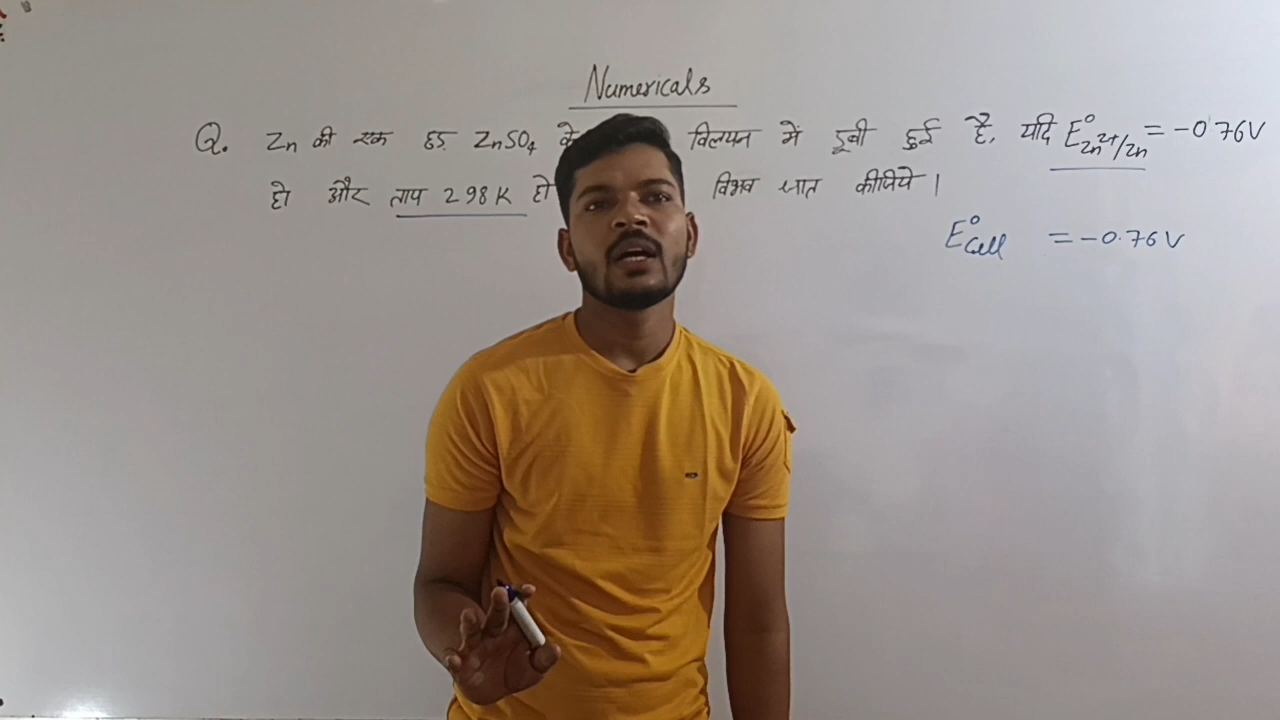 Numericals
Q. Zn की एक छड़ ZnSO4 के विलयन में डूबी हुई है, यदि E°Zn2+/Zn = -0.76V
हो और ताप 298K हो विभव ज्ञात कीजिये।
E°Cell = -0.76V